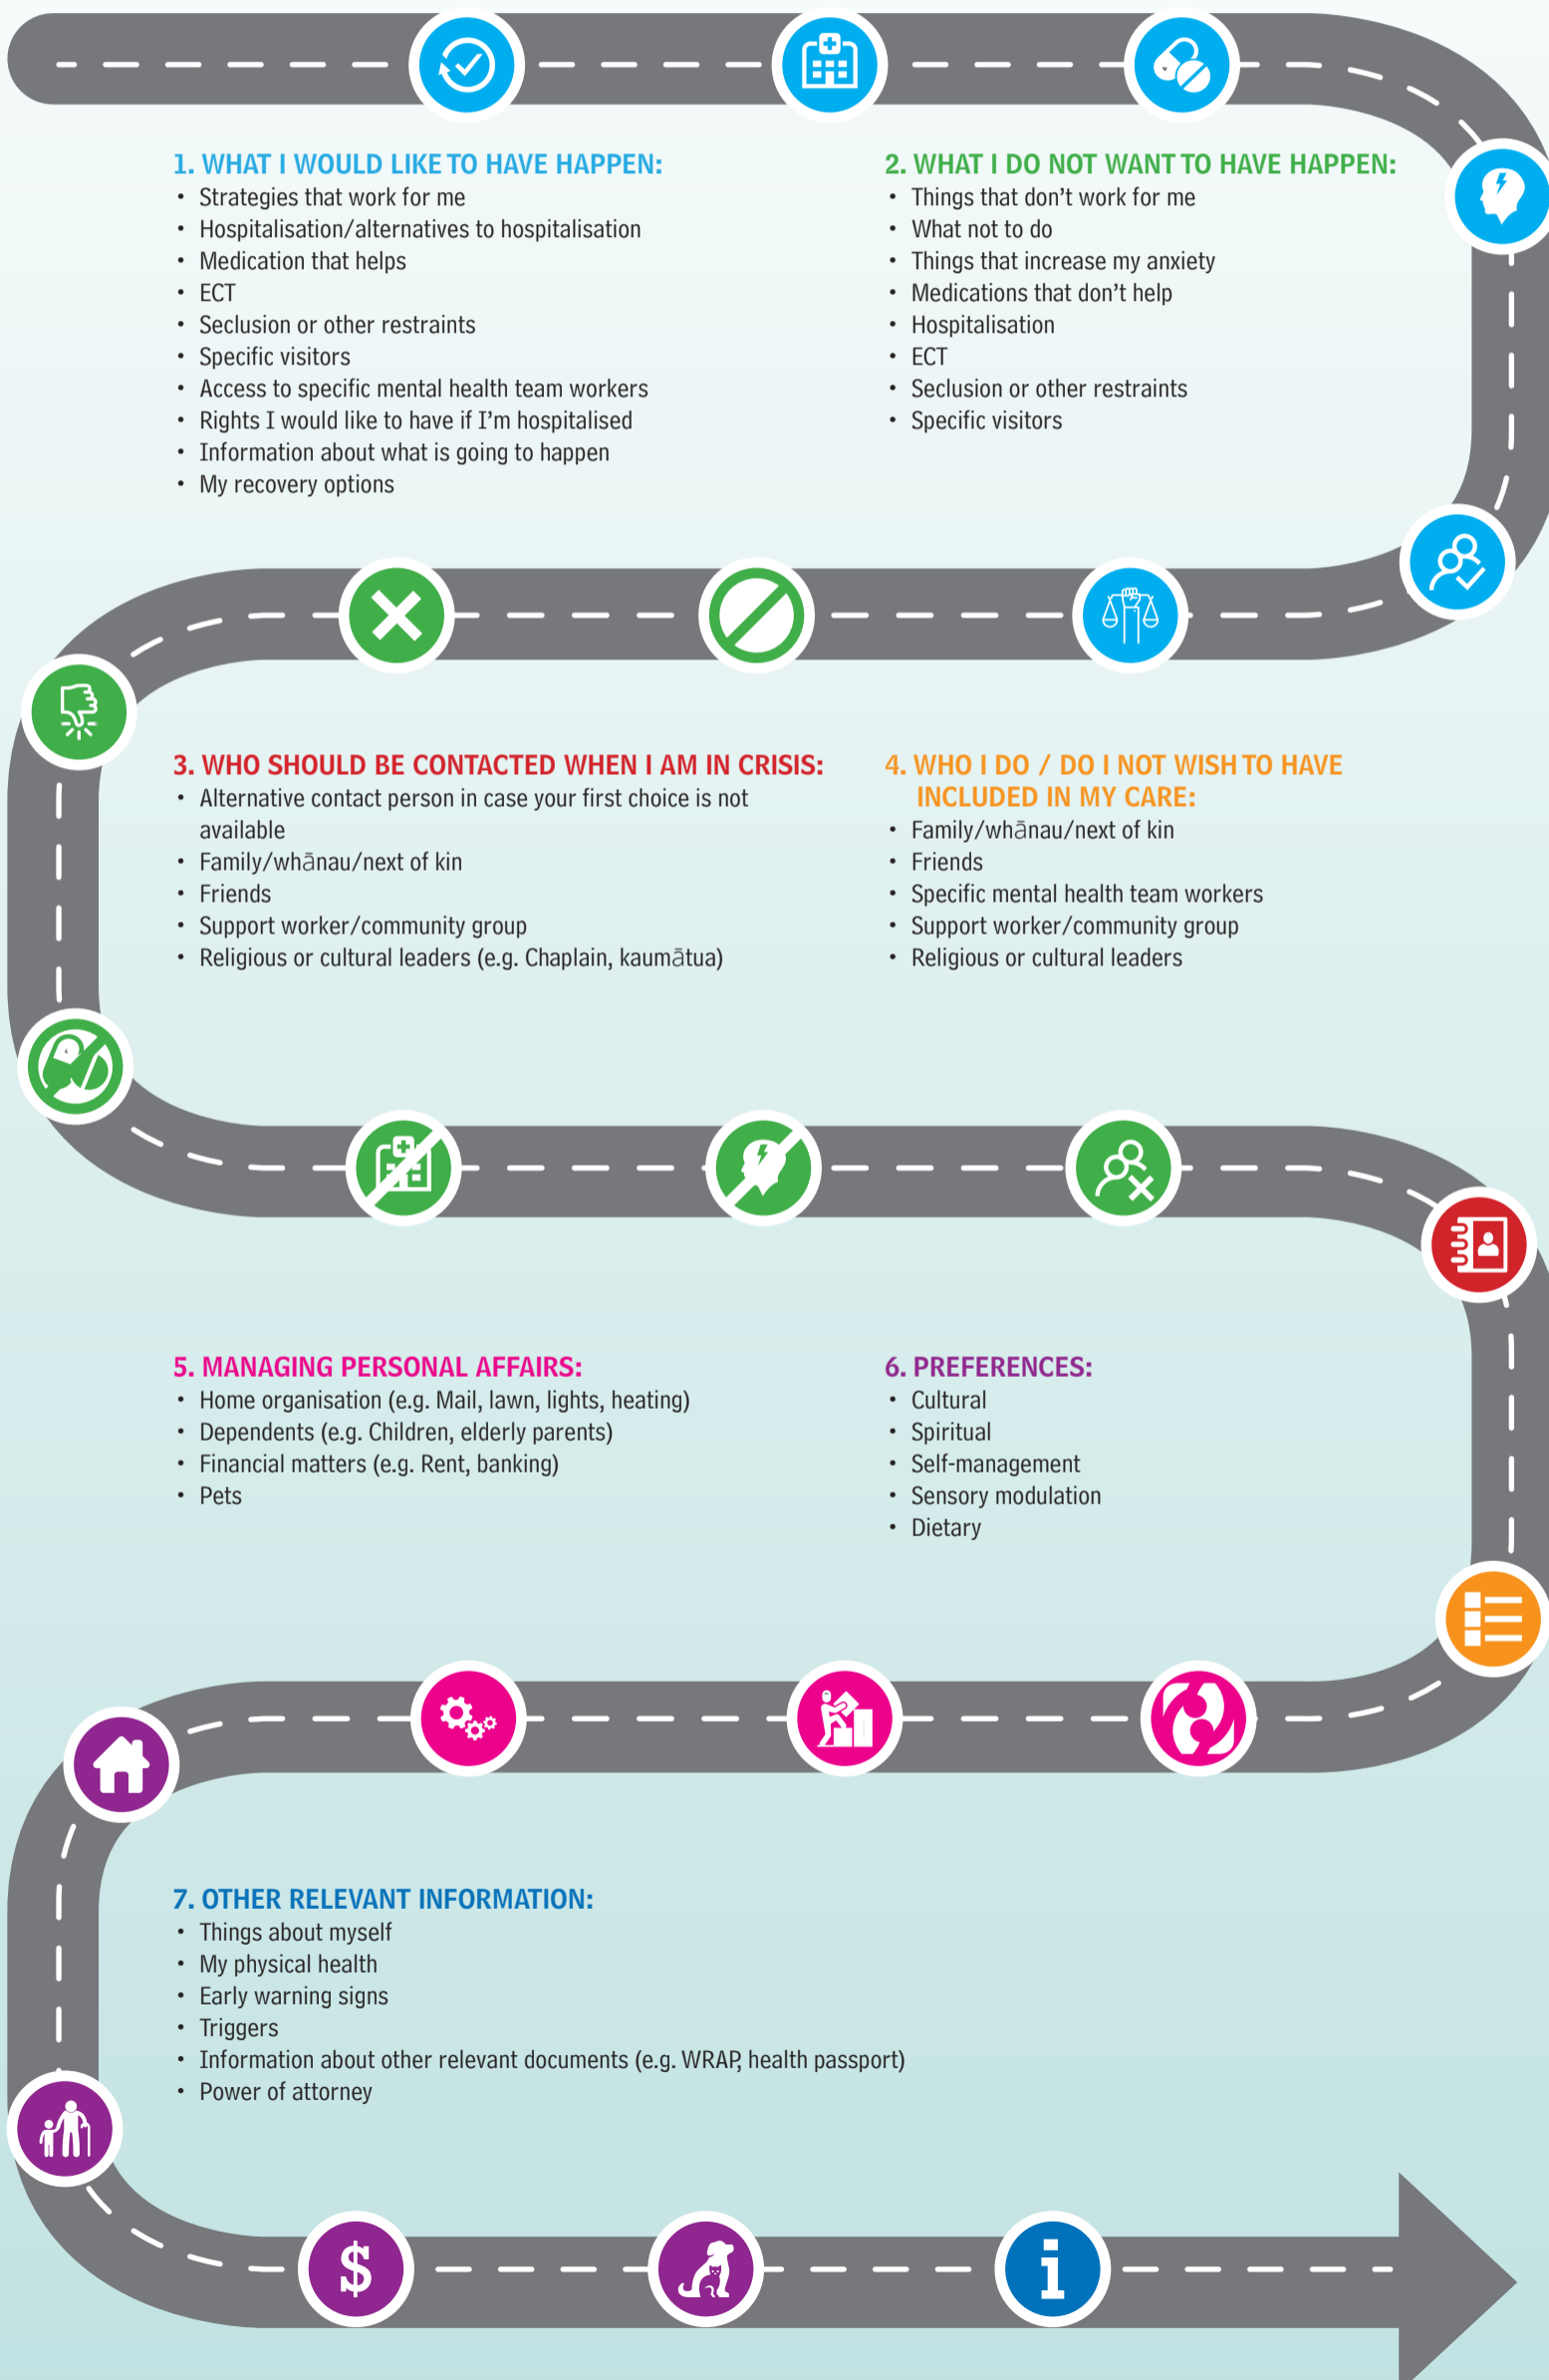 1. WHAT I WOULD LIKE TO HAVE HAPPEN:
• Strategies that work for me
• Hospitalisation/alternatives to hospitalisation
• Medication that helps
• ECT
• Seclusion or other restraints
• Specific visitors
• Access to specific mental health team workers
• Rights I would like to have if I'm hospitalised
• Information about what is going to happen
• My recovery options
2. WHAT I DO NOT WANT TO HAVE HAPPEN:
• Things that don't work for me
• What not to do
• Things that increase my anxiety
• Medications that don't help
• Hospitalisation
• ECT
• Seclusion or other restraints
• Specific visitors
3. WHO SHOULD BE CONTACTED WHEN I AM IN CRISIS:
• Alternative contact person in case your first choice is not
available
• Family/whānau/next of kin
• Friends
• Support worker/community group
• Religious or cultural leaders (e.g. Chaplain, kaumātua)
4. WHO I DO / DO I NOT WISH TO HAVE
INCLUDED IN MY CARE:
• Family/whānau/next of kin
• Friends
• Specific mental health team workers
• Support worker/community group
• Religious or cultural leaders
5. MANAGING PERSONAL AFFAIRS:
• Home organisation (e.g. Mail, lawn, lights, heating)
• Dependents (e.g. Children, elderly parents)
• Financial matters (e.g. Rent, banking)
• Pets
6. PREFERENCES:
• Cultural
• Spiritual
• Self-management
• Sensory modulation
• Dietary
7. OTHER RELEVANT INFORMATION:
• Things about myself
• My physical health
• Early warning signs
• Triggers
• Information about other relevant documents (e.g. WRAP, health passport)
• Power of attorney
$
i